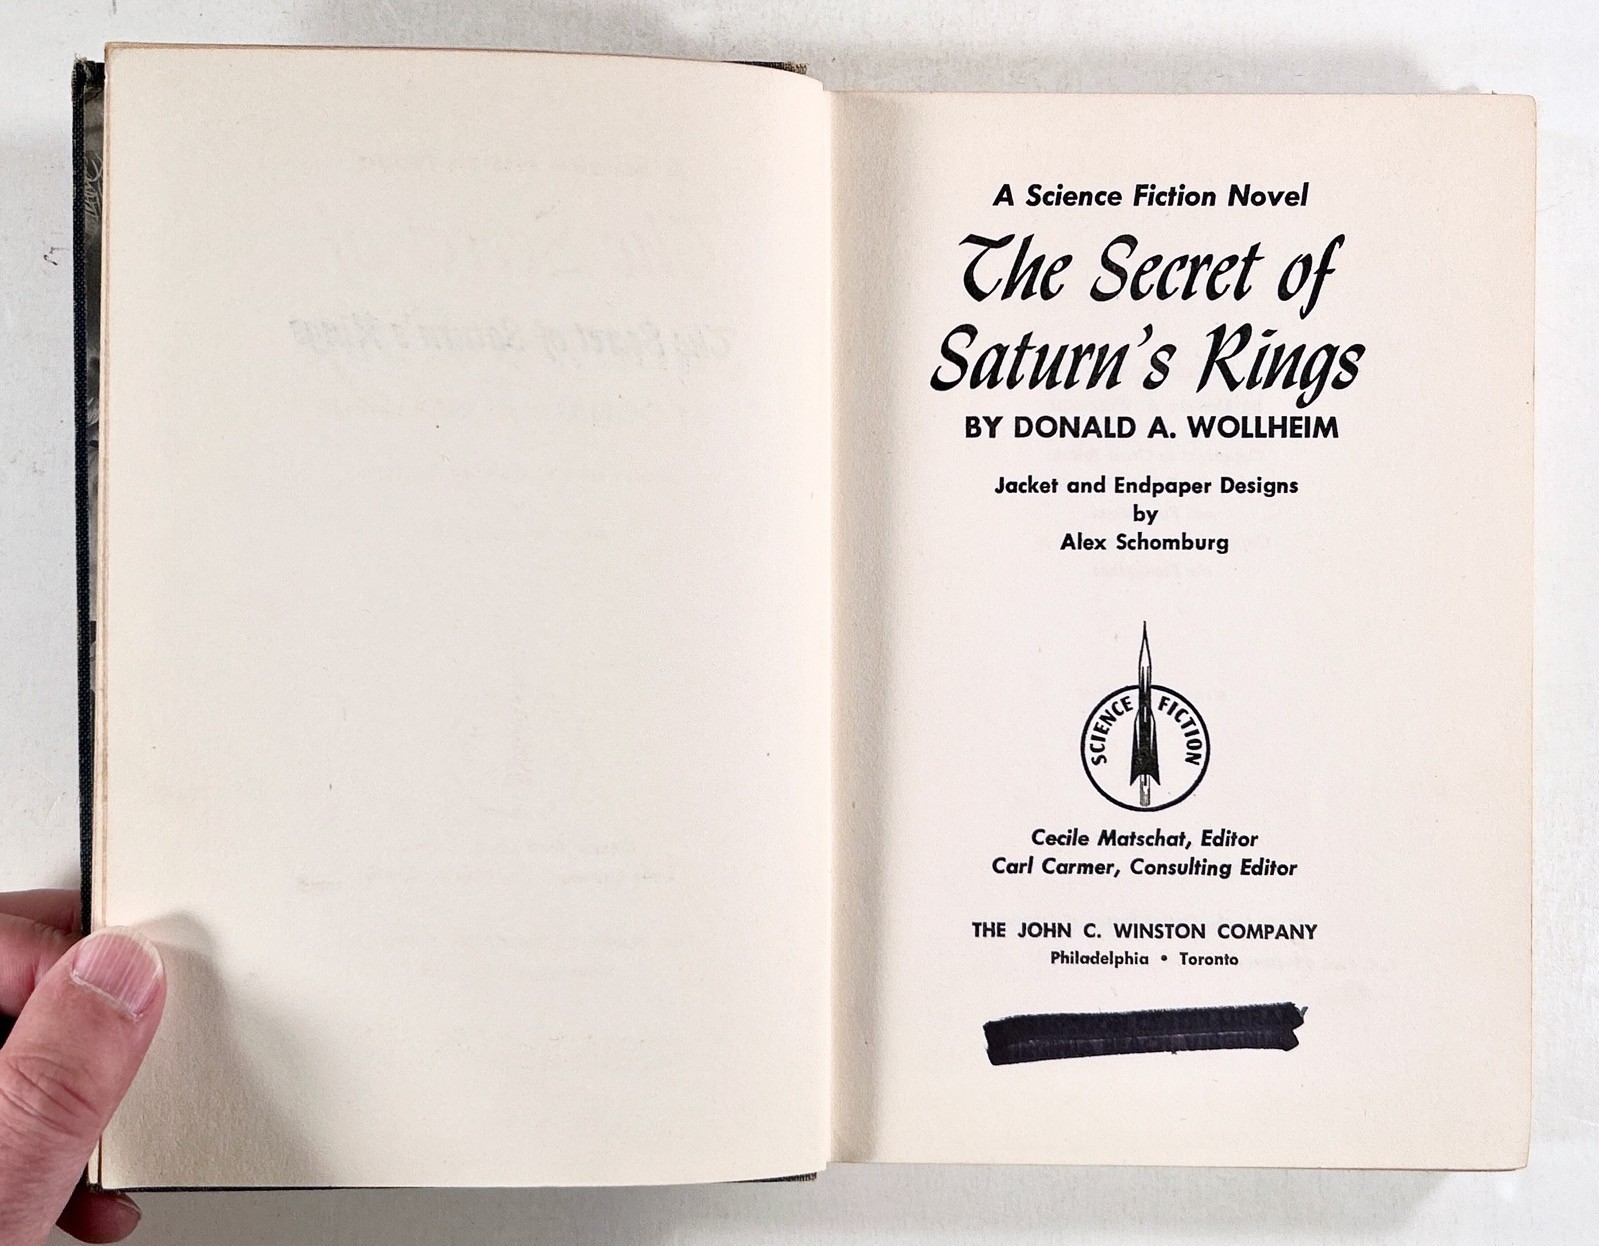 A Science Fiction Novel
The Secret of
Saturn's Rings
BY DONALD A. WOLLHEIM
Jacket and Endpaper Designs
by
Alex Schomburg
SCIENCE FICTION
Cecile Matschat, Editor
Carl Carmer, Consulting Editor
THE JOHN C. WINSTON COMPANY
Philadelphia • Toronto